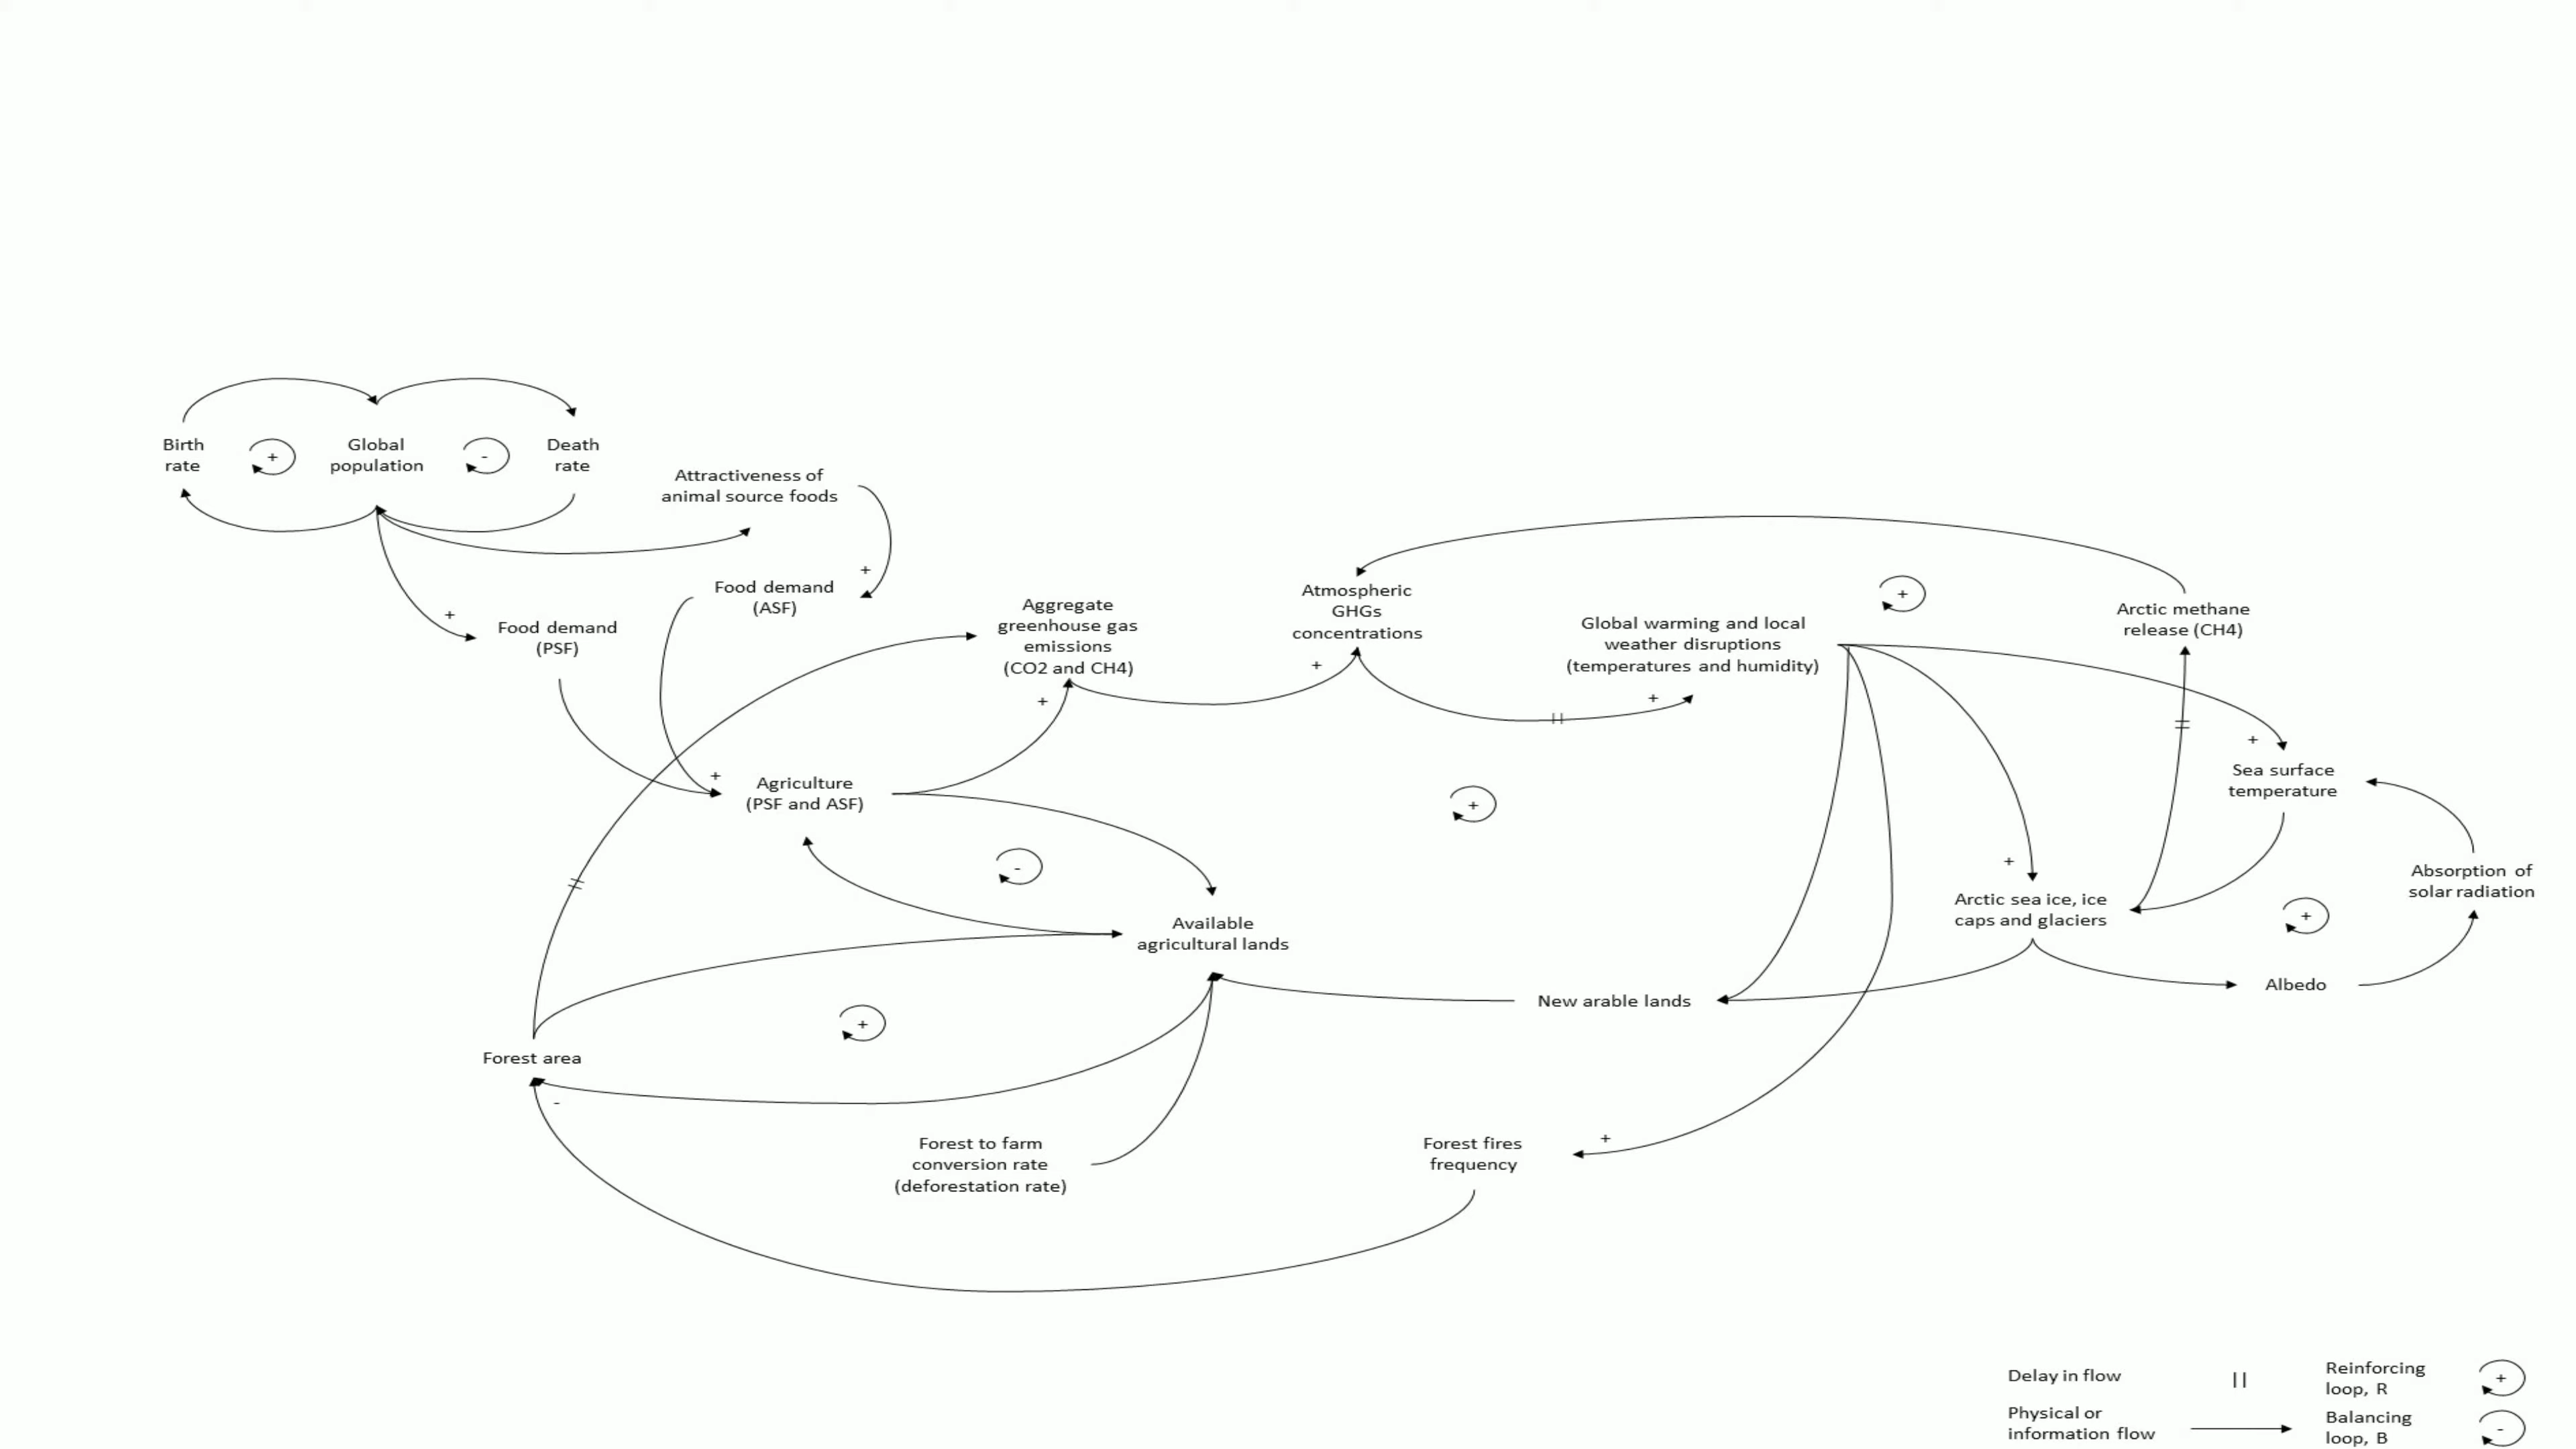 Birth
rate
+
Global
population
-
Death
rate
Attractiveness of
animal source foods
+
Food demand
(ASF)
+
Food demand
(PSF)
Aggregate
greenhouse gas
emissions
(CO2 and CH4)
+
Atmospheric
GHGs
concentrations
+
Global warming and local
weather disruptions
(temperatures and humidity)
+
+
Arctic methane
release (CH4)
+
Sea surface
temperature
+
Agriculture
(PSF and ASF)
+
-
Absorption of
solar radiation
+
Arctic sea ice, ice
caps and glaciers
+
Available
agricultural lands
Albedo
New arable lands
+
Forest area
-
Forest to farm
conversion rate
(deforestation rate)
Forest fires
frequency
+
Delay in flow
||
Reinforcing
loop, R
+
Physical or
information flow
Balancing
loop, B
-